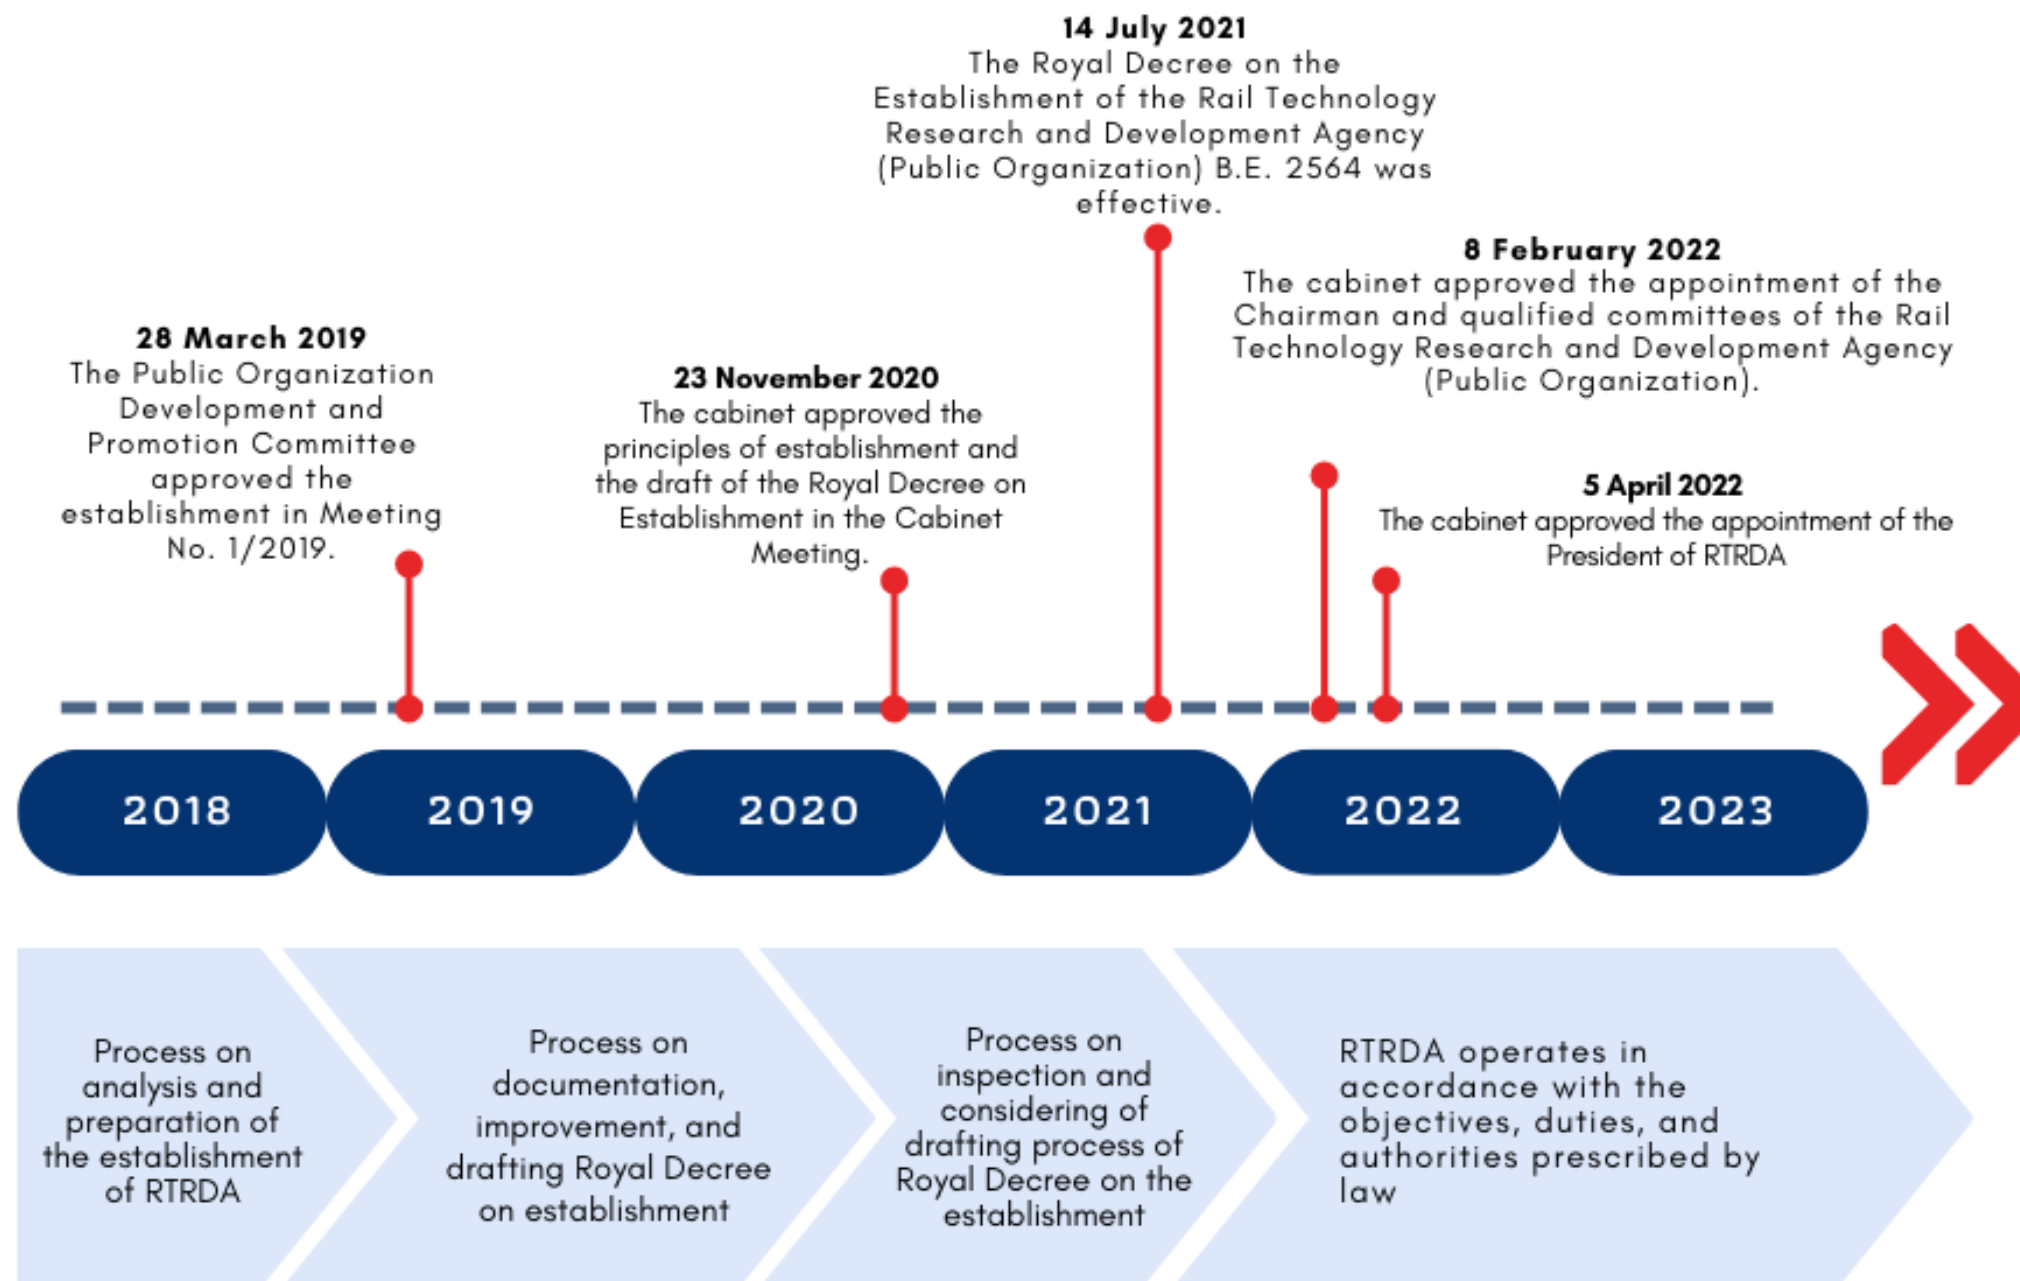 14 July 2021
The Royal Decree on the
Establishment of the Rail Technology
Research and Development Agency
(Public Organization) B.E. 2564 was
effective.
8 February 2022
The cabinet approved the appointment of the
Chairman and qualified committees of the Rail
Technology Research and Development Agency
(Public Organization).
28 March 2019
The Public Organization
Development and
Promotion Committee
approved the
establishment in Meeting
No. 1/2019.
23 November 2020
The cabinet approved the
principles of establishment and
the draft of the Royal Decree on
Establishment in the Cabinet
Meeting.
5 April 2022
The cabinet approved the appointment of the
President of RTRDA
2018
2019
2020
2021
2022
2023
Process on
analysis and
preparation of
the establishment
of RTRDA
Process on
documentation,
improvement, and
drafting Royal Decree
on establishment
Process on
inspection and
considering of
drafting process of
Royal Decree on the
establishment
RTRDA operates in
accordance with the
objectives, duties, and
authorities prescribed by
law